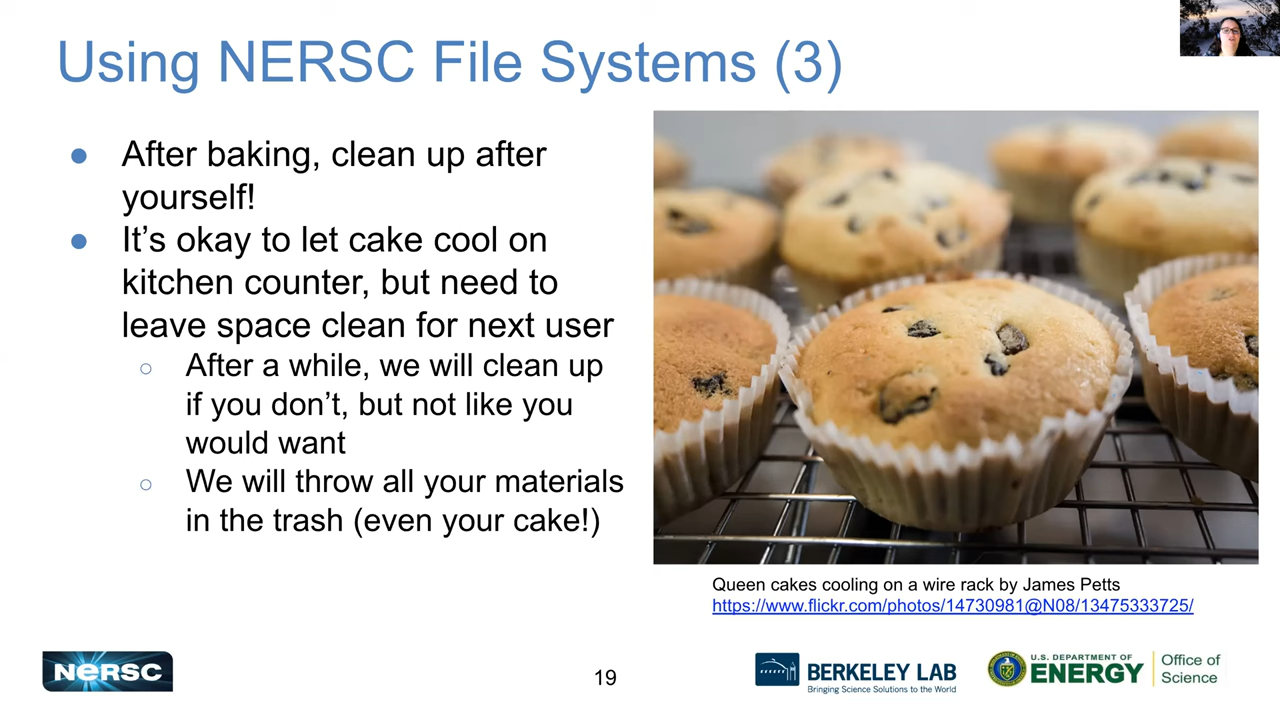 Using NERSC File Systems (3)
● After baking, clean up after
yourself!
● It’s okay to let cake cool on
kitchen counter, but need to
leave space clean for next user
○ After a while, we will clean up
if you don’t, but not like you
would want
○ We will throw all your materials
in the trash (even your cake!)
Queen cakes cooling on a wire rack by James Petts
https://www.flickr.com/photos/14730981@N08/13475333725/
NERSC
19
BERKELEY LAB
Bringing Science Solutions to the World
U.S. DEPARTMENT OF
ENERGY
Office of
Science